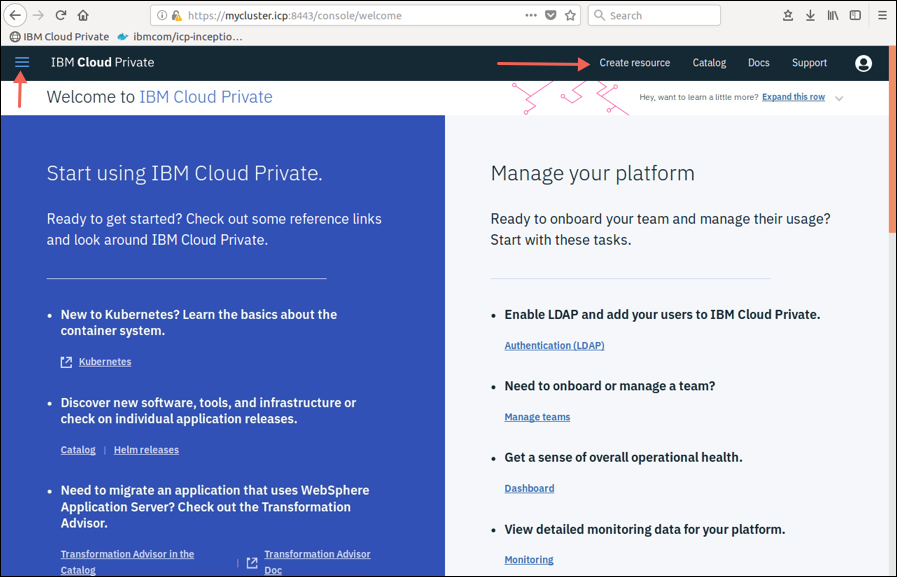 https://mycluster.icp:8443/console/welcome
Search
IBM Cloud Private
ibmcom/icp-inceptio...
IBM Cloud Private
Create resource
Catalog
Docs
Support
Welcome to IBM Cloud Private
Hey, want to learn a little more? Expand this row
Start using IBM Cloud Private.
Ready to get started? Check out some reference links
and look around IBM Cloud Private.
• New to Kubernetes? Learn the basics about the
container system.
Kubernetes
• Discover new software, tools, and infrastructure or
check on individual application releases.
Catalog | Helm releases
• Need to migrate an application that uses WebSphere
Application Server? Check out the Transformation
Advisor.
Transformation Advisor in the
Catalog
|
Transformation Advisor
Doc
Manage your platform
Ready to onboard your team and manage their usage?
Start with these tasks.
• Enable LDAP and add your users to IBM Cloud Private.
Authentication (LDAP)
• Need to onboard or manage a team?
Manage teams
• Get a sense of overall operational health.
Dashboard
• View detailed monitoring data for your platform.
Monitoring